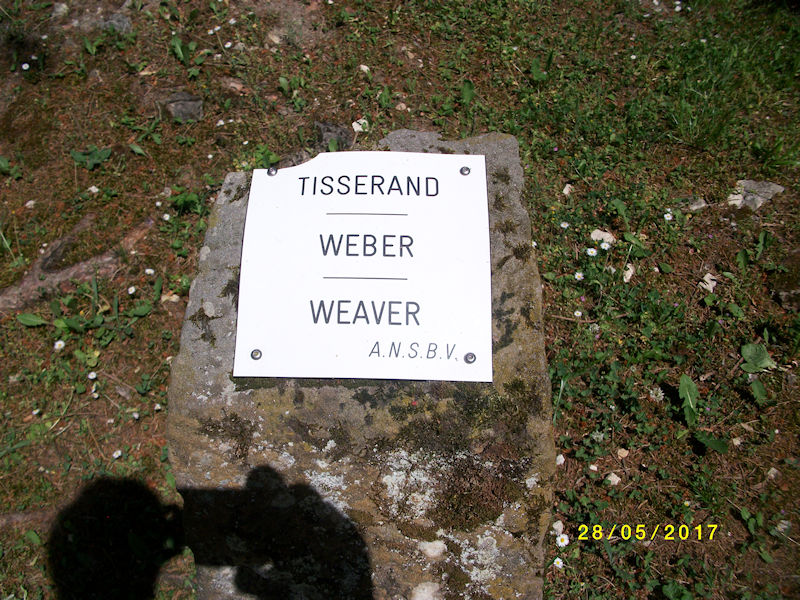 TISSERAND
WEBER
WEAVER
A.N.S.B.V.
28/05/2017